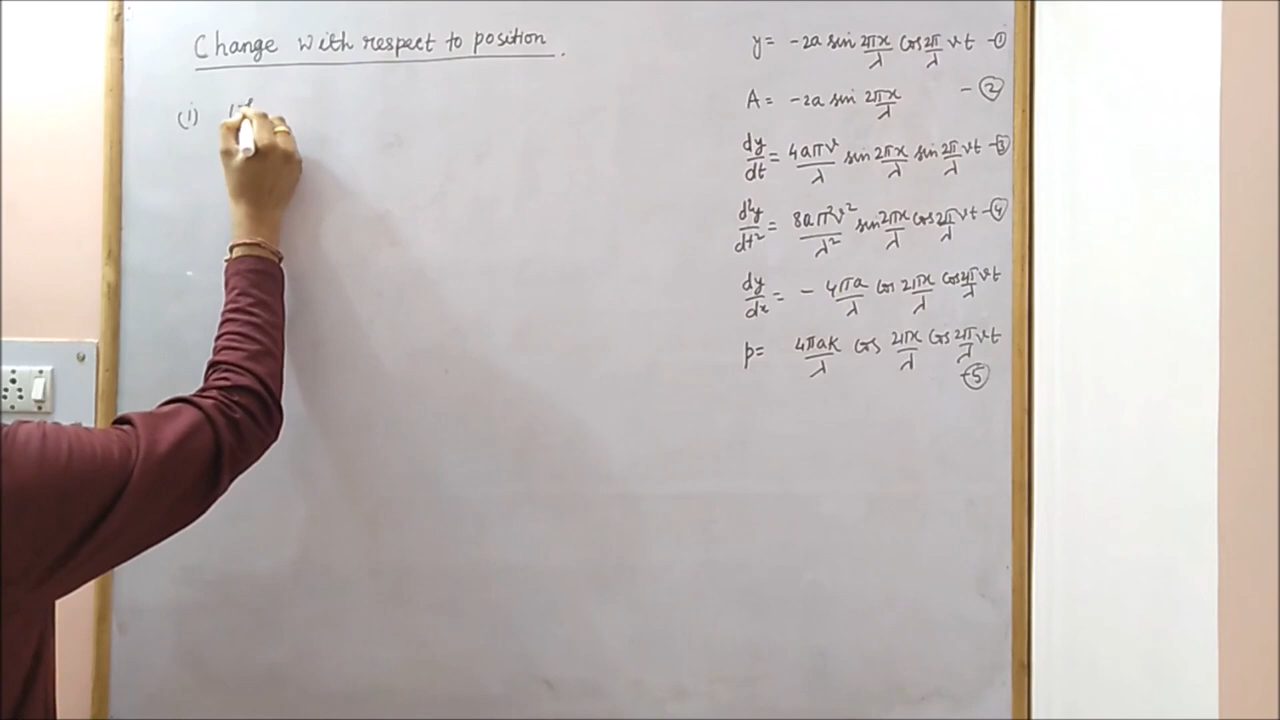 Change with respect to position.
(i)
y = -2a sin 2πx/λ cos 2π/λ vt -①
A = -2a sin 2πx/λ -②
dy/dt = 4aπv/λ sin 2πx/λ sin 2π/λ vt -③
d²y/dt² = 8aπ²v²/λ² sin 2πx/λ cos 2π/λ vt -④
dy/dx = - 4πa/λ cos 2πx/λ cos 2π/λ vt
p = 4πaK/λ cos 2πx/λ cos 2π/λ vt
-⑤